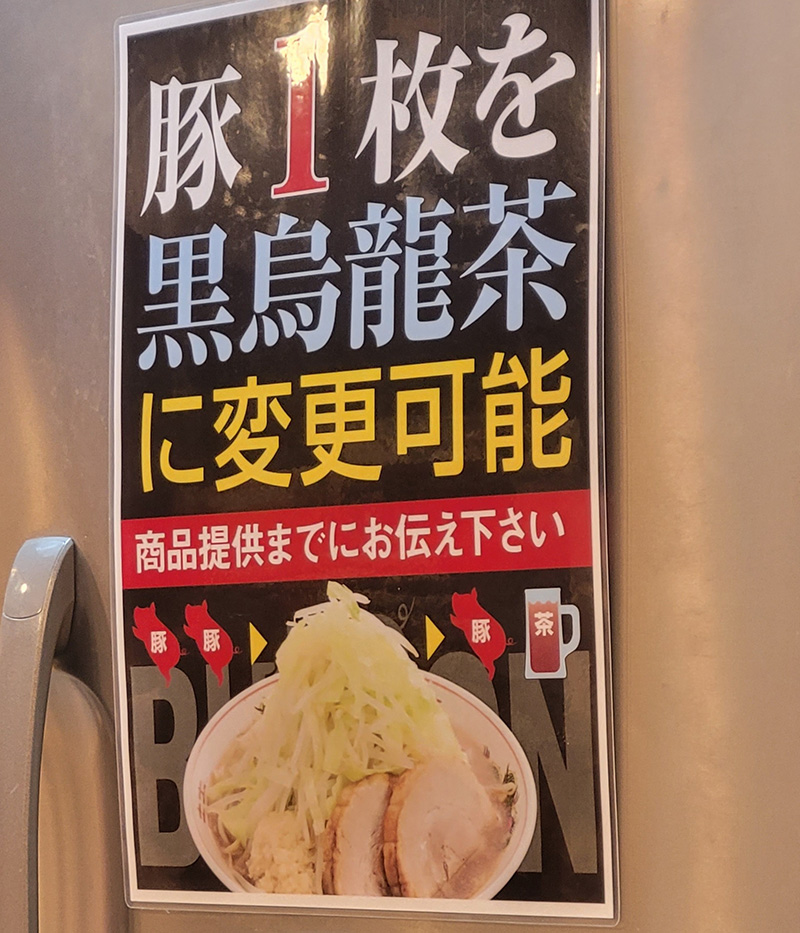 豚1枚を
黒烏龍茶
に変更可能
商品提供までにお伝え下さい
豚 豚 豚 茶